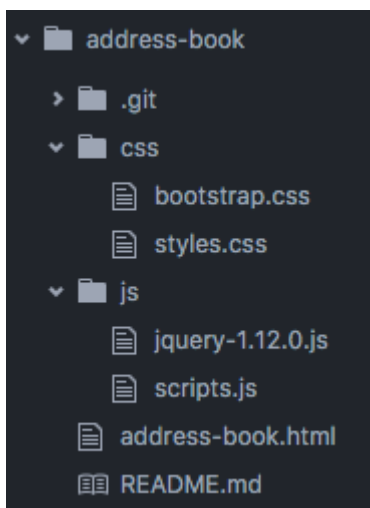 address-book
.git
css
bootstrap.css
styles.css
js
jquery-1.12.0.js
scripts.js
address-book.html
README.md